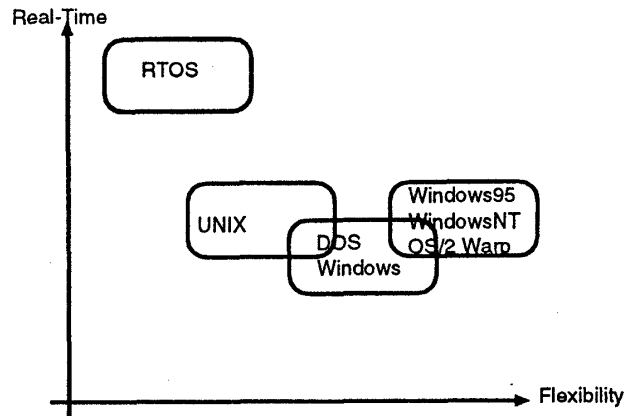 Real-Time
RTOS
UNIX
DOS
Windows
Windows95
WindowsNT
OS/2 Warp
Flexibility